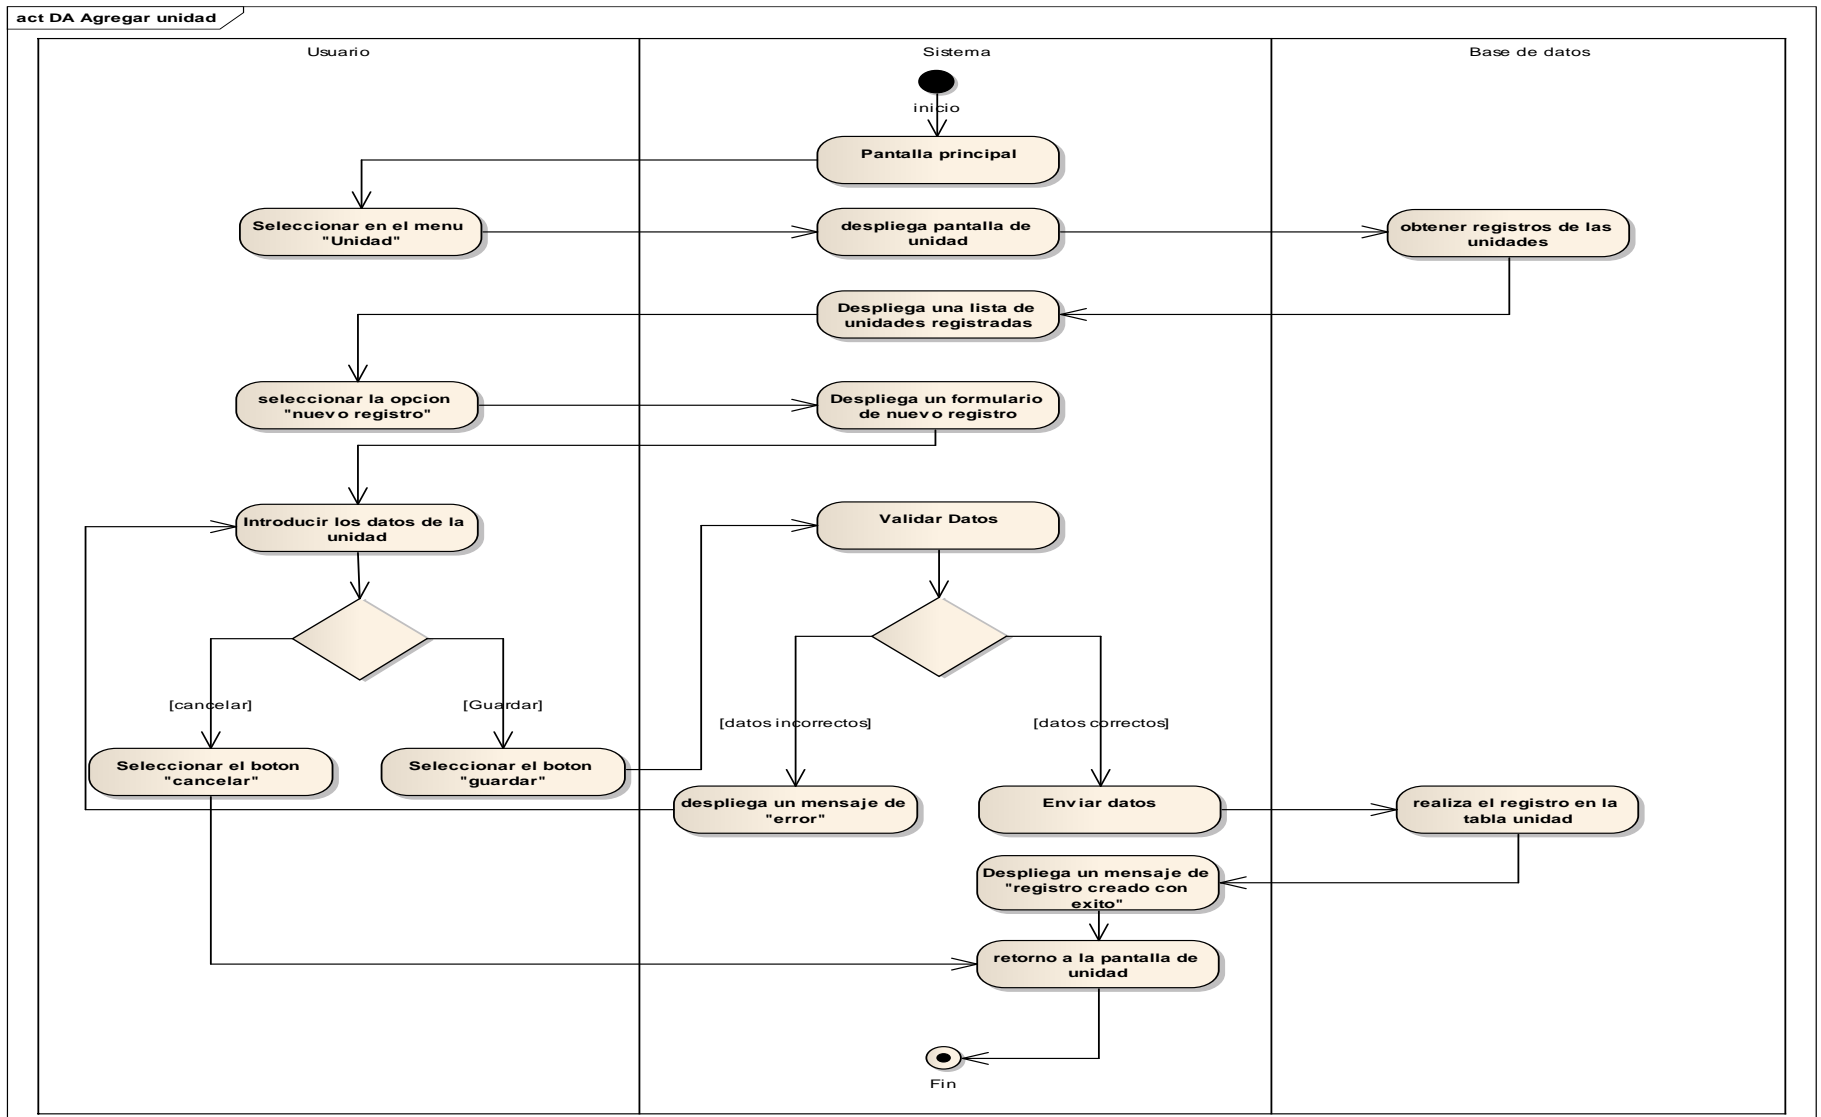 act DA Agregar unidad
Usuario
Sistema
Base de datos
inicio
Pantalla principal
Seleccionar en el menu
"Unidad"
despliega pantalla de
unidad
obtener registros de las
unidades
Despliega una lista de
unidades registradas
seleccionar la opcion
"nuevo registro"
Despliega un formulario
de nuevo registro
Introducir los datos de la
unidad
Validar Datos
[cancelar]
[Guardar]
[datos incorrectos]
[datos correctos]
Seleccionar el boton
"cancelar"
Seleccionar el boton
"guardar"
despliega un mensaje de
"error"
Enviar datos
realiza el registro en la
tabla unidad
Despliega un mensaje de
"registro creado con
exito"
retorno a la pantalla de
unidad
Fin